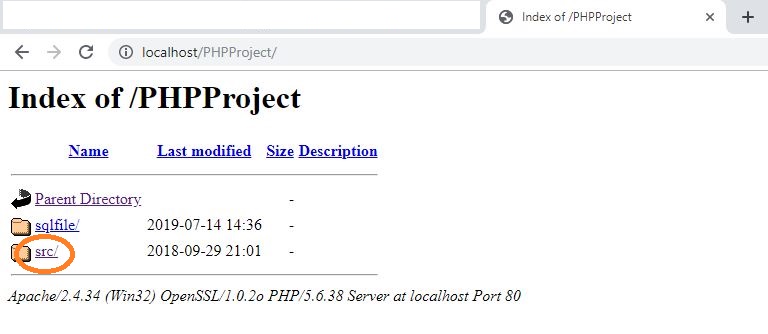 Index of /PHPProject
localhost/PHPProject/
Index of /PHPProject
Name Last modified Size Description
Parent Directory -
sqlfile/ 2019-07-14 14:36 -
src/ 2018-09-29 21:01 -
Apache/2.4.34 (Win32) OpenSSL/1.0.2o PHP/5.6.38 Server at localhost Port 80